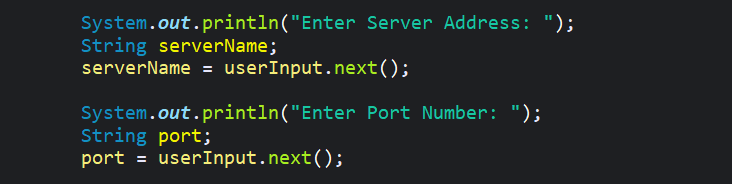 System.out.println("Enter Server Address: ");
String serverName;
serverName = userInput.next();
System.out.println("Enter Port Number: ");
String port;
port = userInput.next();